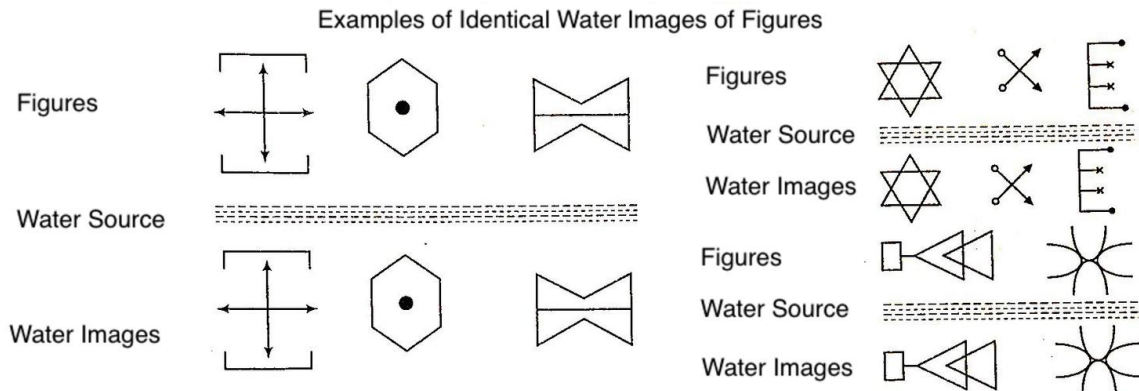 Examples of Identical Water Images of Figures
Figures
Water Source
Water Images
Figures
Water Source
Water Images
Figures
Water Source
Water Images